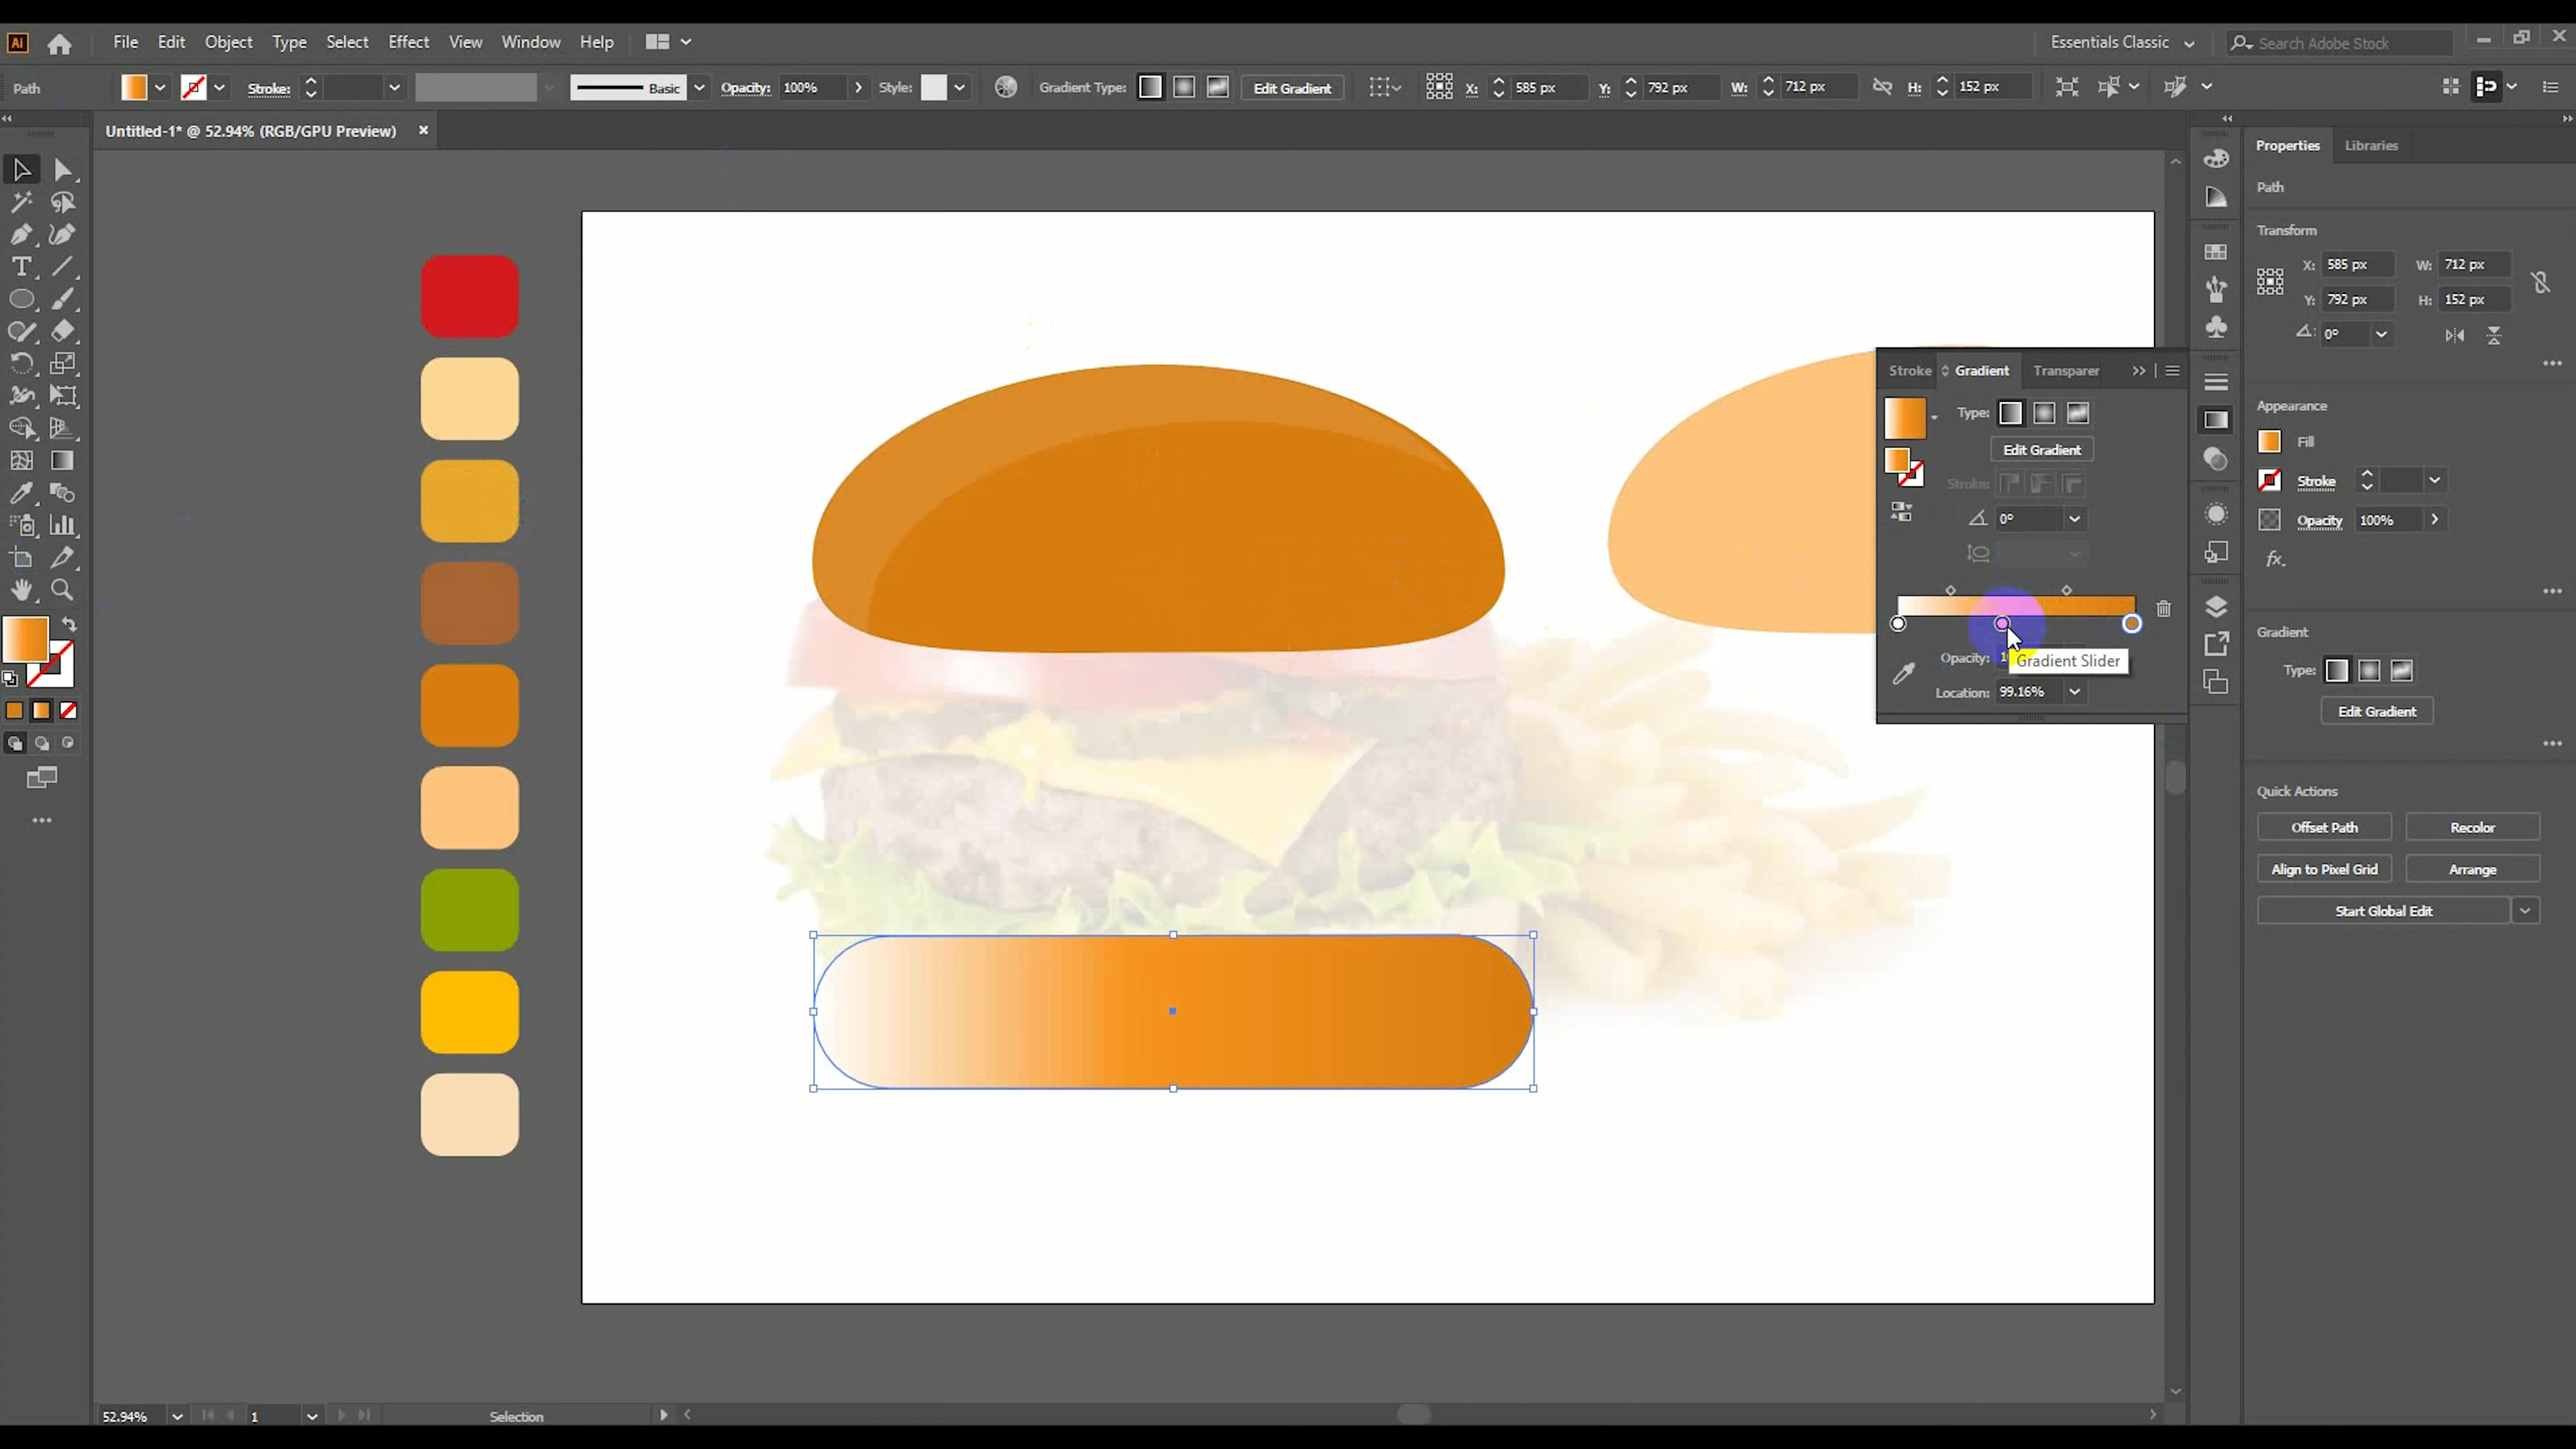 Ai File Edit Object Type Select Effect View Window Help Essentials Classic Search Adobe Stock
Path Stroke: Basic Opacity: 100% Style: Gradient Type: Edit Gradient X: 585 px Y: 792 px W: 712 px H: 152 px
Untitled-1* @ 52.94% (RGB/GPU Preview)
Properties Libraries
Path
Transform
X: 585 px W: 712 px
Y: 792 px H: 152 px
0°
Appearance
Fill
Stroke
Opacity 100%
fx.
Gradient
Type:
Edit Gradient
Quick Actions
Offset Path Recolor
Align to Pixel Grid Arrange
Start Global Edit
Stroke Gradient Transparer
Type:
Edit Gradient
Stroke:
0°
Opacity:
Gradient Slider
Location: 99.16%
52.94% 1 Selection